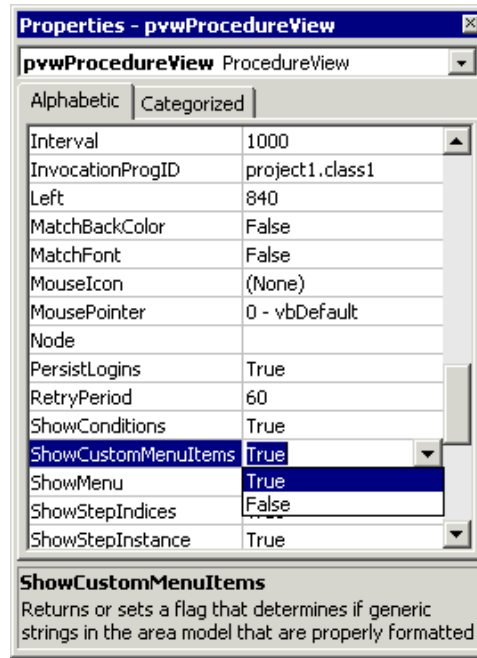 Properties - pvwProcedureView
pvwProcedureView ProcedureView
Alphabetic Categorized
Interval 1000
InvocationProgID project1.class1
Left 840
MatchBackColor False
MatchFont False
MouseIcon (None)
MousePointer 0 - vbDefault
Node
PersistLogins True
RetryPeriod 60
ShowConditions True
ShowCustomMenuItems True
ShowMenu True
ShowStepIndices False
ShowStepInstance True
ShowCustomMenuItems
Returns or sets a flag that determines if generic
strings in the area model that are properly formatted